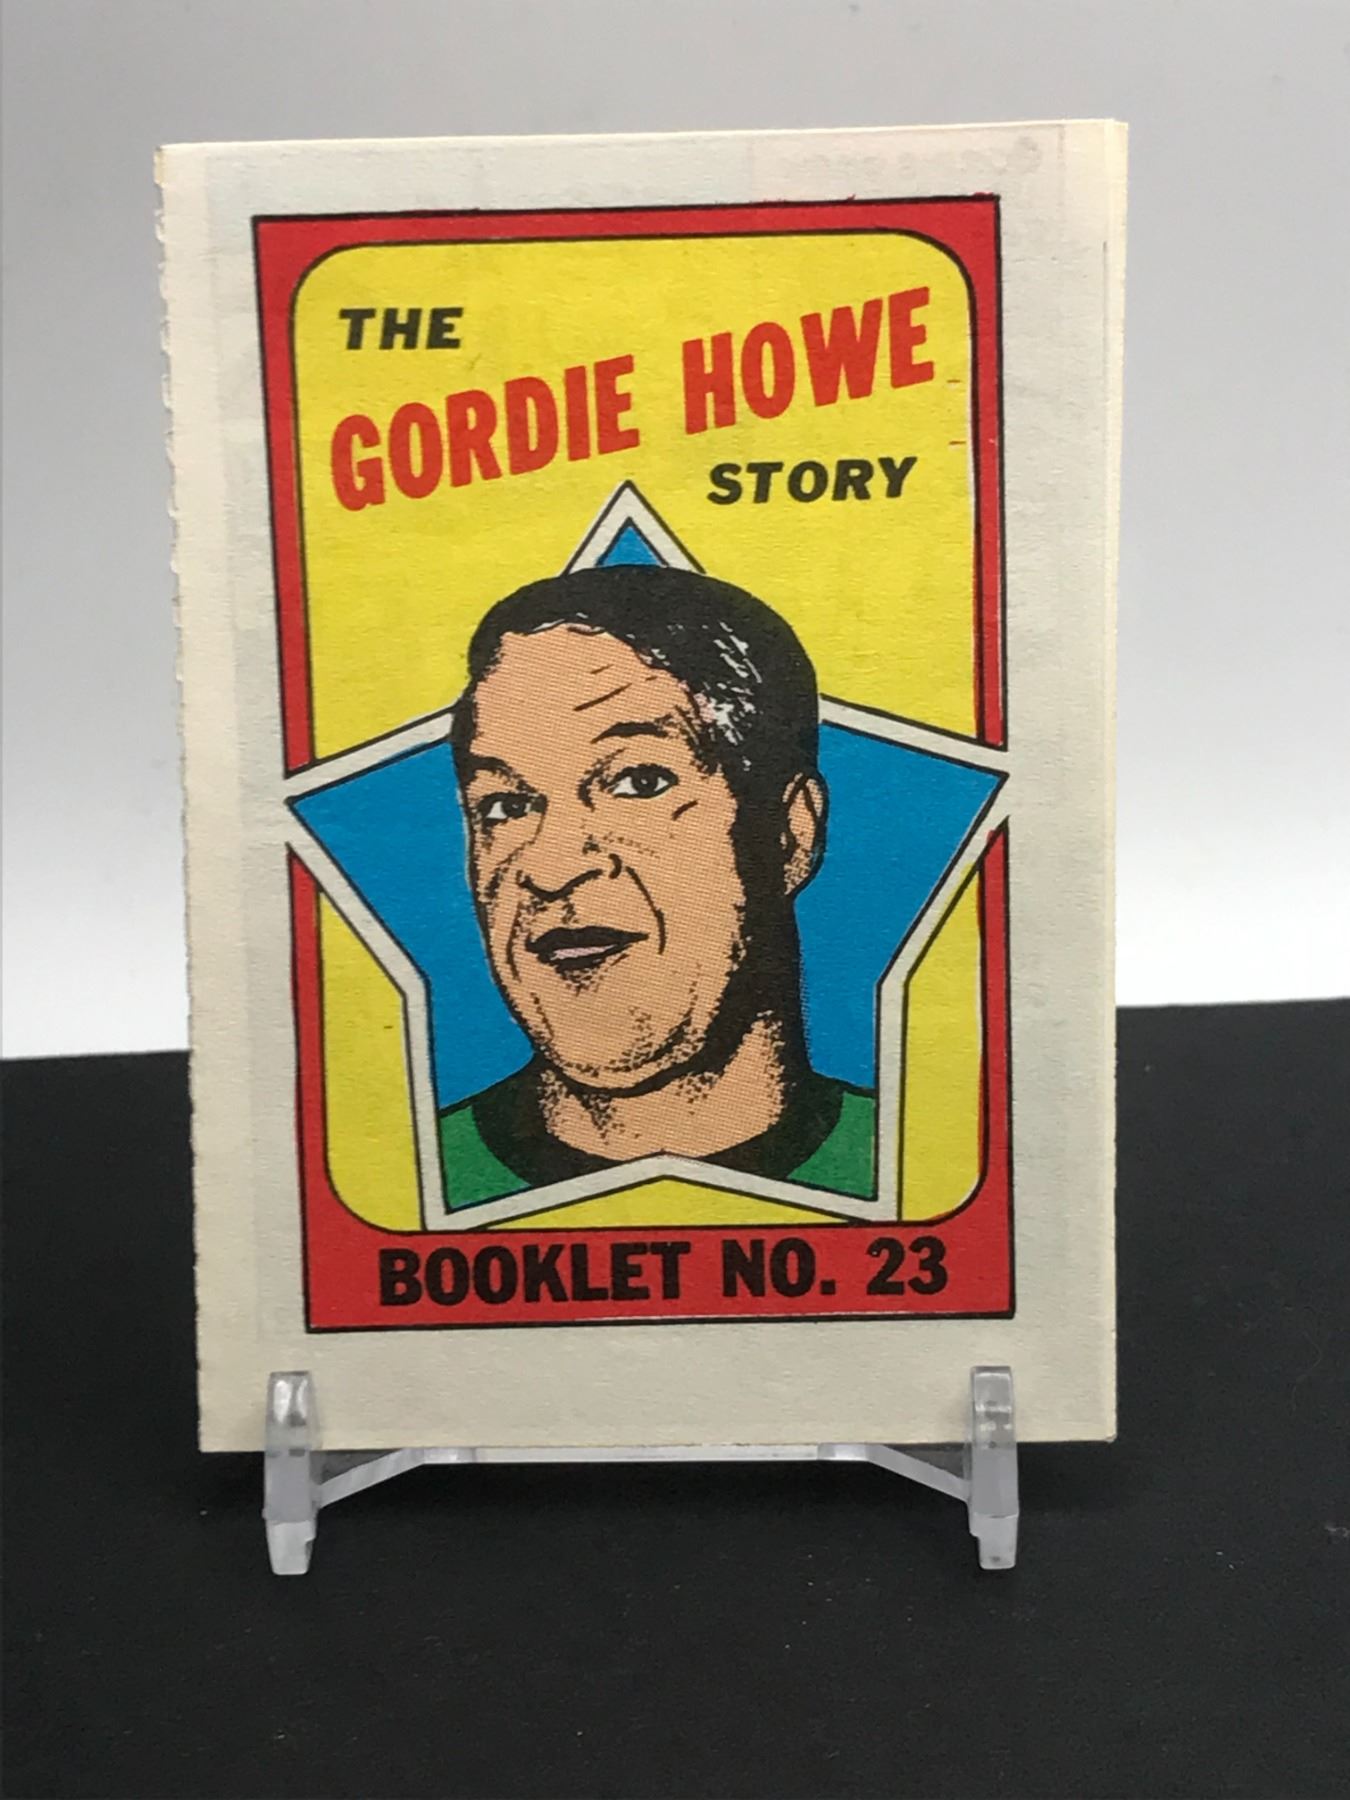 THE
GORDIE HOWE
STORY
BOOKLET NO. 23